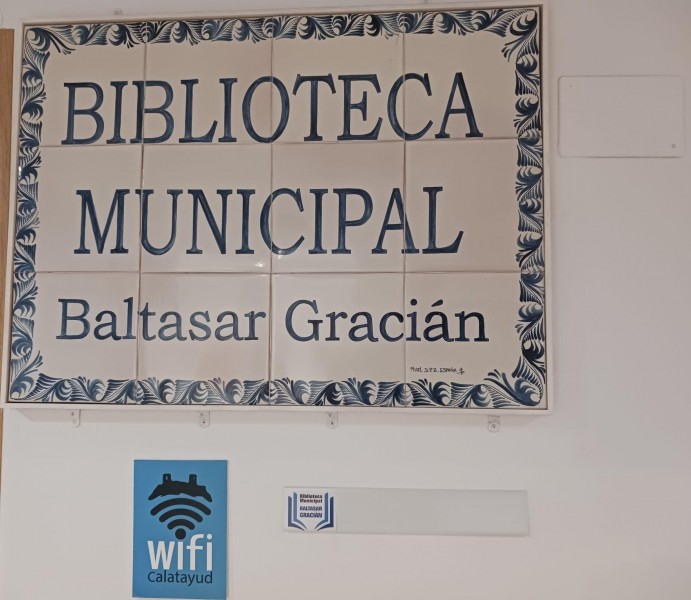 BIBLIOTECA
MUNICIPAL
Baltasar Gracián
wifi
Calatayud
Biblioteca
Municipal
BALTASAR
GRACIÁN